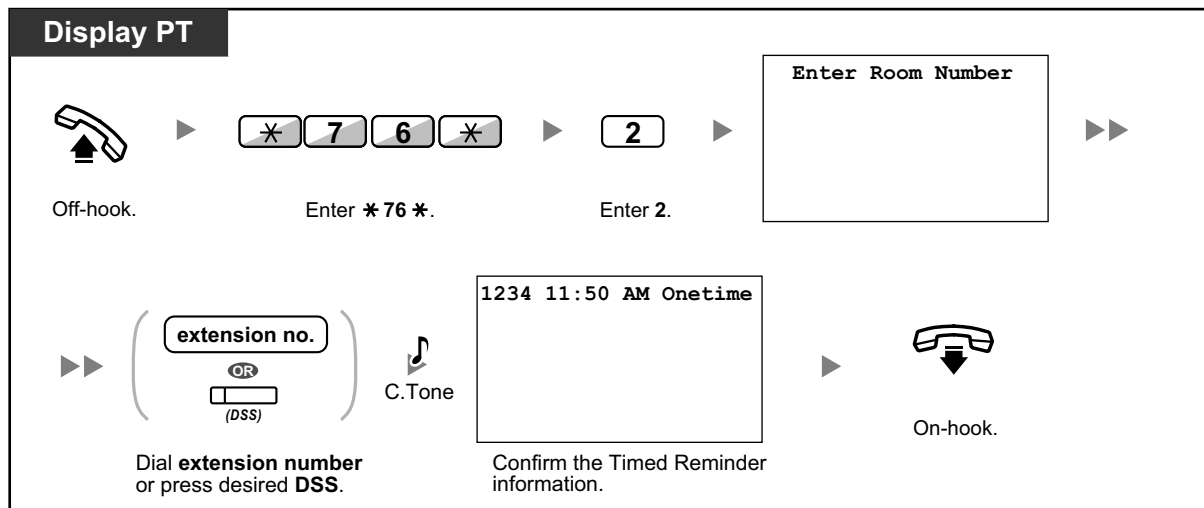 Display PT
Enter Room Number
* 7 6 *
2
Off-hook.
Enter * 76 *.
Enter 2.
1234 11:50 AM Onetime
extension no.
OR
(DSS)
C.Tone
Dial extension number
or press desired DSS.
Confirm the Timed Reminder
information.
On-hook.